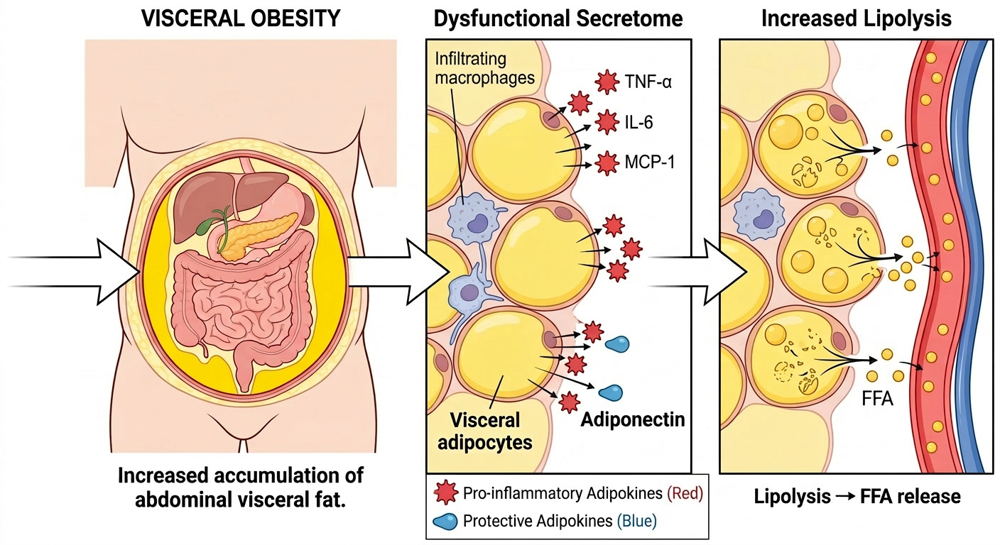 VISCERAL OBESITY
Increased accumulation of
abdominal visceral fat.
Dysfunctional Secretome
Infiltrating
macrophages
TNF-α
IL-6
MCP-1
Visceral
adipocytes
Adiponectin
Pro-inflammatory Adipokines (Red)
Protective Adipokines (Blue)
Increased Lipolysis
FFA
Lipolysis → FFA release